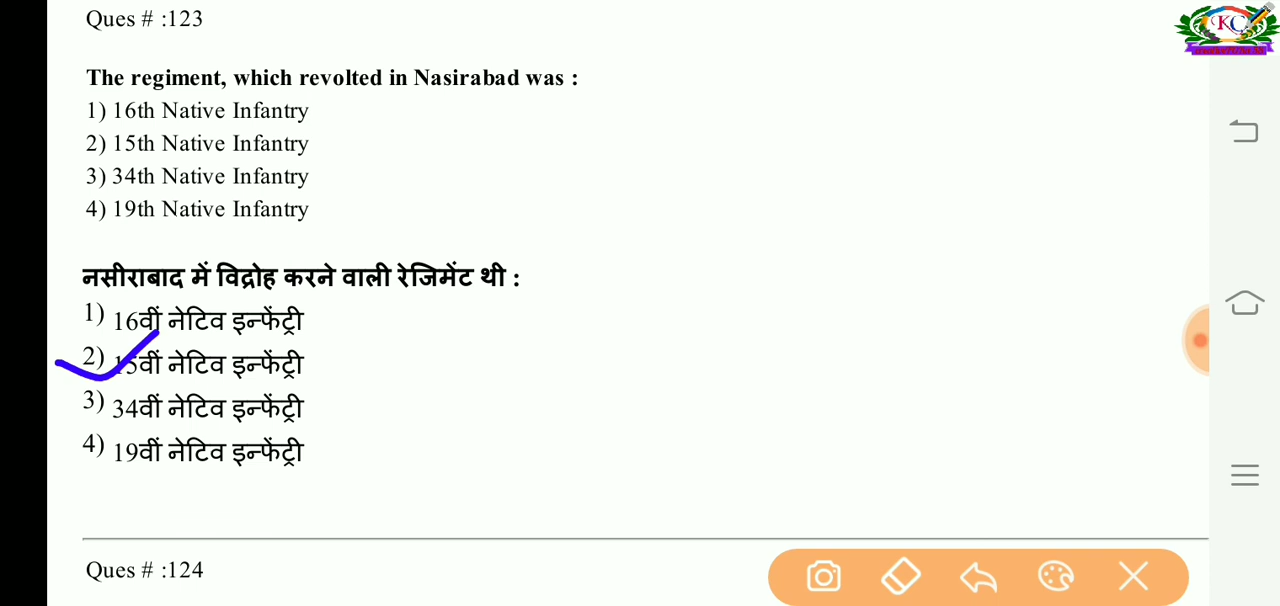 Ques # :123
KC
The regiment, which revolted in Nasirabad was :
1) 16th Native Infantry
2) 15th Native Infantry
3) 34th Native Infantry
4) 19th Native Infantry
नसीराबाद में विद्रोह करने वाली रेजिमेंट थी :
1) 16वीं नेटिव इन्फेंट्री
2) 15वीं नेटिव इन्फेंट्री
3) 34वीं नेटिव इन्फेंट्री
4) 19वीं नेटिव इन्फेंट्री
Ques # :124